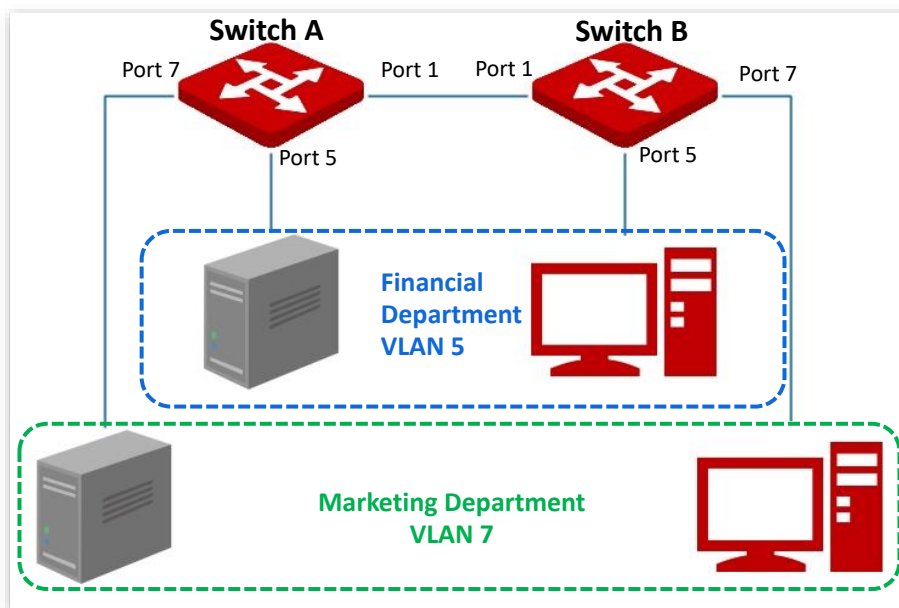 Switch A
Switch B
Port 7
Port 1
Port 1
Port 7
Port 5
Port 5
Financial
Department
VLAN 5
Marketing Department
VLAN 7